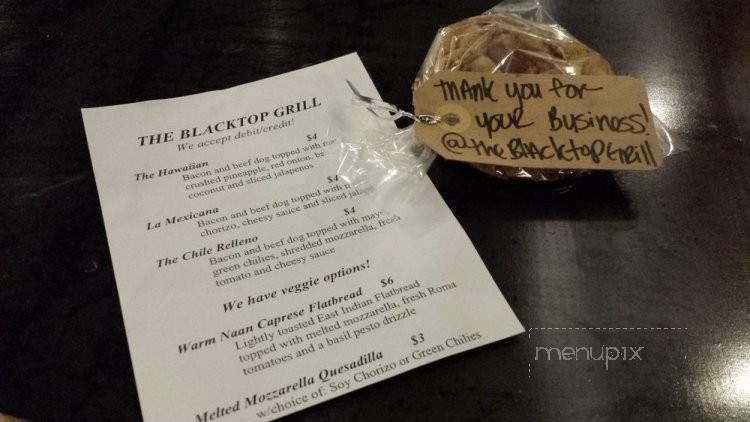 THE BLACKTOP GRILL
We accept debit/credit!
The Hawaiian $4
Bacon and beef dog topped with
crushed pineapple, red onion,
coconut and sliced jalapenos
La Mexicana $4
Bacon and beef dog topped with
chorizo, cheesy sauce and sliced
The Chile Relleno $4
Bacon and beef dog topped with mayo,
green chilies, shredded mozzarella, fresh
tomato and cheesy sauce
We have veggie options!
Warm Naan Caprese Flatbread $6
Lightly toasted East Indian Flatbread
topped with melted mozzarella, fresh Roma
tomatoes and a basil pesto drizzle
Melted Mozzarella Quesadilla $3
w/choice of: Soy Chorizo or Green Chilies
THANK you for
your Business!
@theBlacktopGrill
menupix